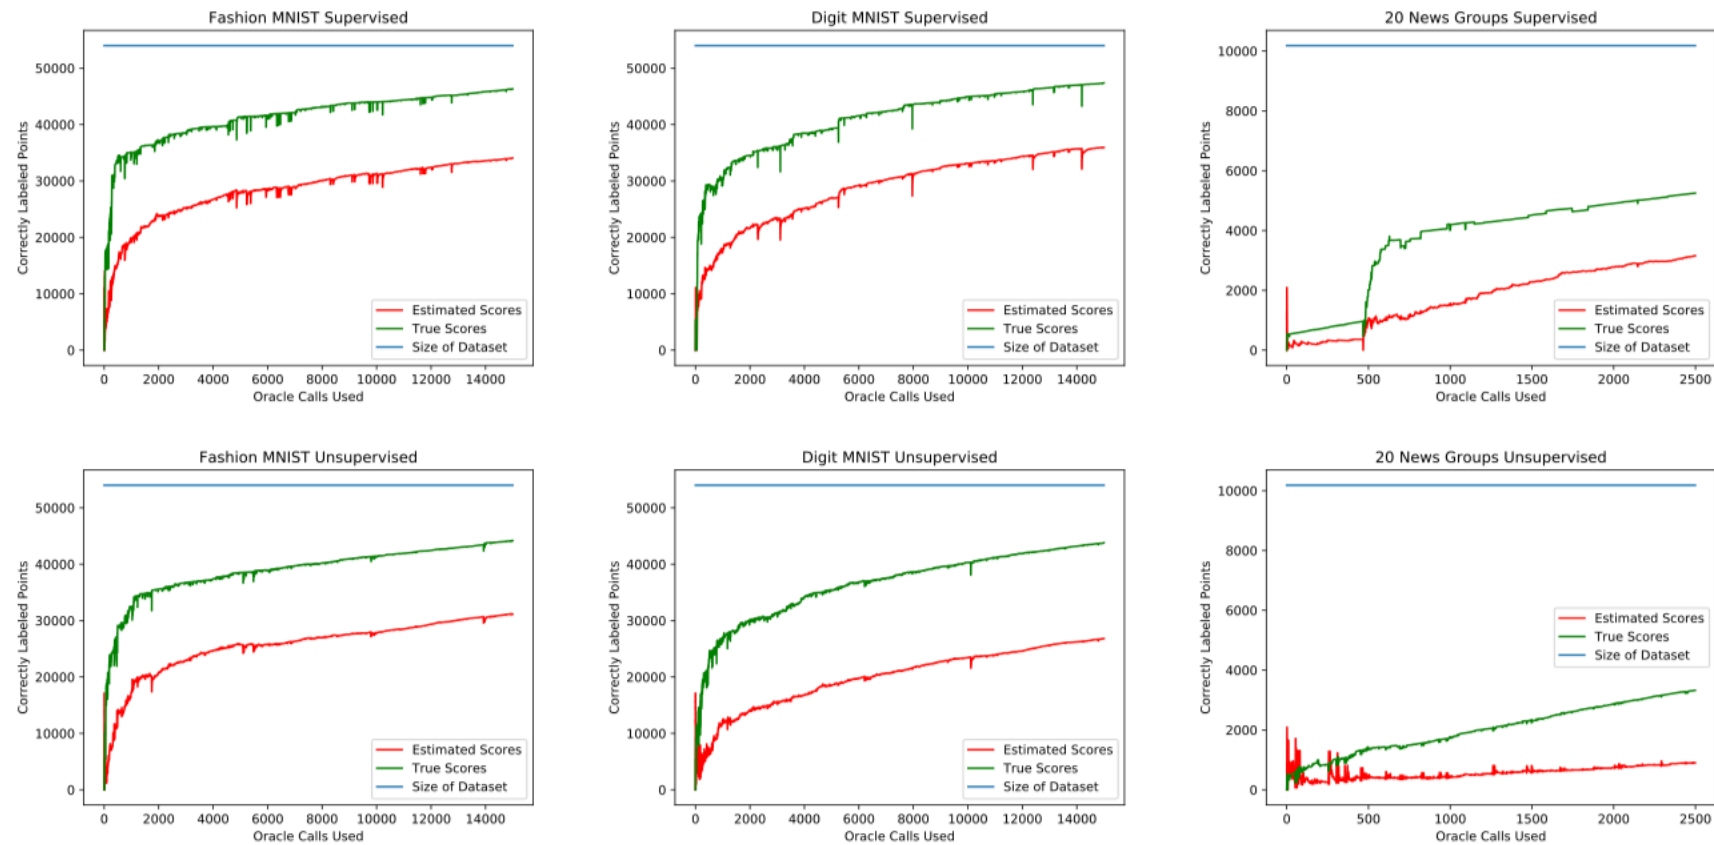 Fashion MNIST Supervised
50000
40000
30000
20000
10000
0
Correctly Labeled Points
Estimated Scores
True Scores
Size of Dataset
0 2000 4000 6000 8000 10000 12000 14000
Oracle Calls Used
Digit MNIST Supervised
50000
40000
30000
20000
10000
0
Correctly Labeled Points
Estimated Scores
True Scores
Size of Dataset
0 2000 4000 6000 8000 10000 12000 14000
Oracle Calls Used
20 News Groups Supervised
10000
8000
6000
4000
2000
0
Correctly Labeled Points
Estimated Scores
True Scores
Size of Dataset
0 500 1000 1500 2000 2500
Oracle Calls Used
Fashion MNIST Unsupervised
50000
40000
30000
20000
10000
0
Correctly Labeled Points
Estimated Scores
True Scores
Size of Dataset
0 2000 4000 6000 8000 10000 12000 14000
Oracle Calls Used
Digit MNIST Unsupervised
50000
40000
30000
20000
10000
0
Correctly Labeled Points
Estimated Scores
True Scores
Size of Dataset
0 2000 4000 6000 8000 10000 12000 14000
Oracle Calls Used
20 News Groups Unsupervised
10000
8000
6000
4000
2000
0
Correctly Labeled Points
Estimated Scores
True Scores
Size of Dataset
0 500 1000 1500 2000 2500
Oracle Calls Used